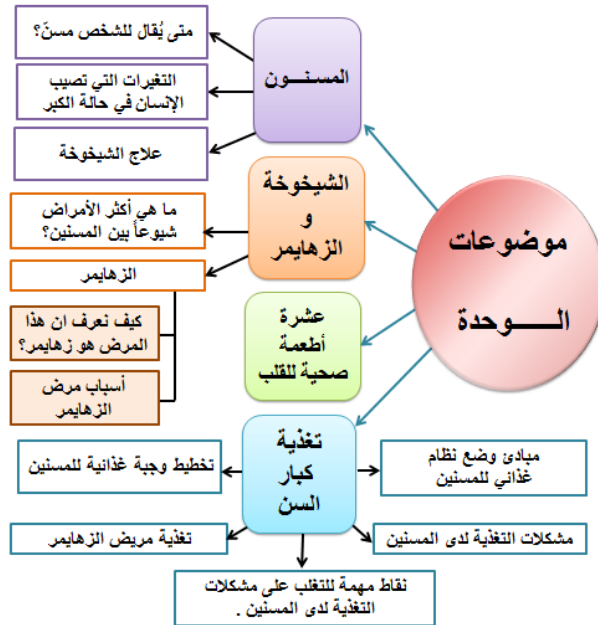 موضوعات
الـــــوحدة
المسنــون
متى يُقال للشخص مسنّ؟
التغيرات التي تصيب
الإنسان في حالة الكبر
علاج الشيخوخة
الشيخوخة
و
الزهايمر
ما هي أكثر الأمراض
شيوعاً بين المسنين؟
الزهايمر
كيف نعرف ان هذا
المرض هو زهايمر؟
أسباب مرض
الزهايمر
عشرة
أطعمة
صحية للقلب
تغذية
كبار
السن
مبادئ وضع نظام
غذائي للمسنين
تخطيط وجبة غذائية للمسنين
مشكلات التغذية لدى المسنين
تغذية مريض الزهايمر
نقاط مهمة للتغلب على مشكلات
التغذية لدى المسنين .